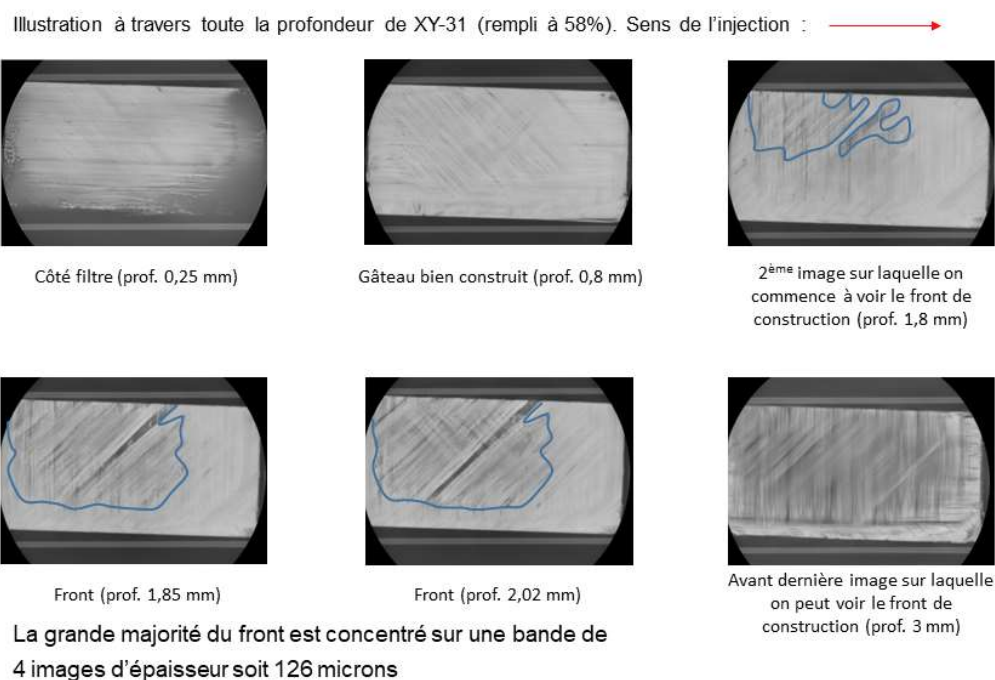 Illustration à travers toute la profondeur de XY-31 (rempli à 58%). Sens de l'injection :
Côté filtre (prof. 0,25 mm)
Gâteau bien construit (prof. 0,8 mm)
2ème image sur laquelle on
commence à voir le front de
construction (prof. 1,8 mm)
Front (prof. 1,85 mm)
Front (prof. 2,02 mm)
Avant dernière image sur laquelle
on peut voir le front de
construction (prof. 3 mm)
La grande majorité du front est concentré sur une bande de
4 images d'épaisseur soit 126 microns